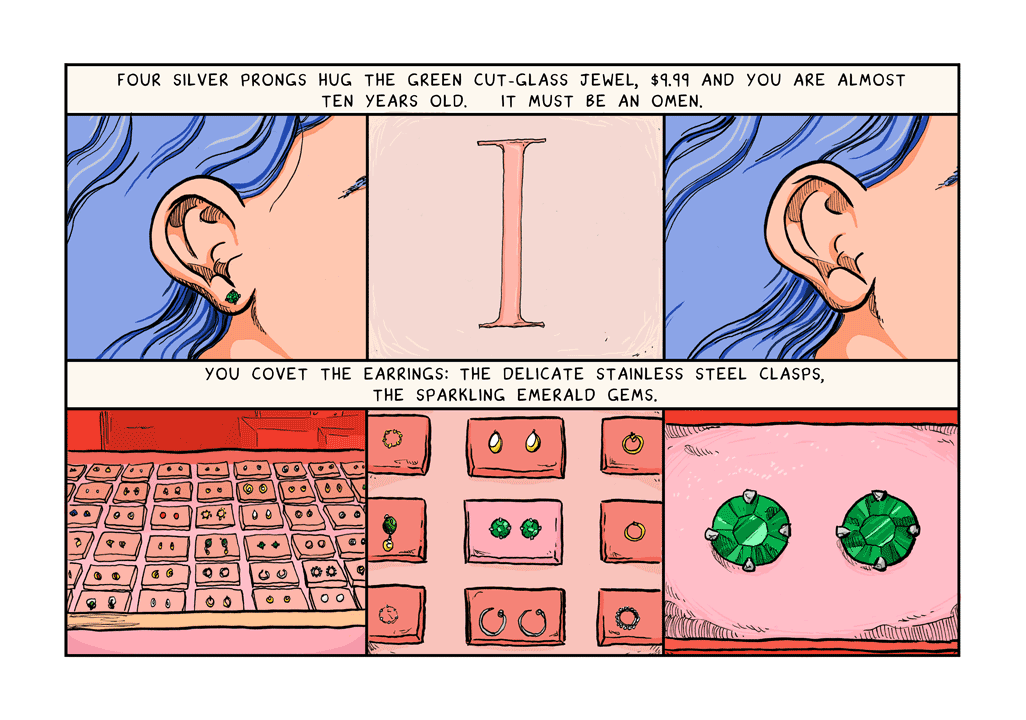 FOUR SILVER PRONGS HUG THE GREEN CUT-GLASS JEWEL, $9.99 AND YOU ARE ALMOST
TEN YEARS OLD. IT MUST BE AN OMEN.
I
YOU COVET THE EARRINGS: THE DELICATE STAINLESS STEEL CLASPS,
THE SPARKLING EMERALD GEMS.